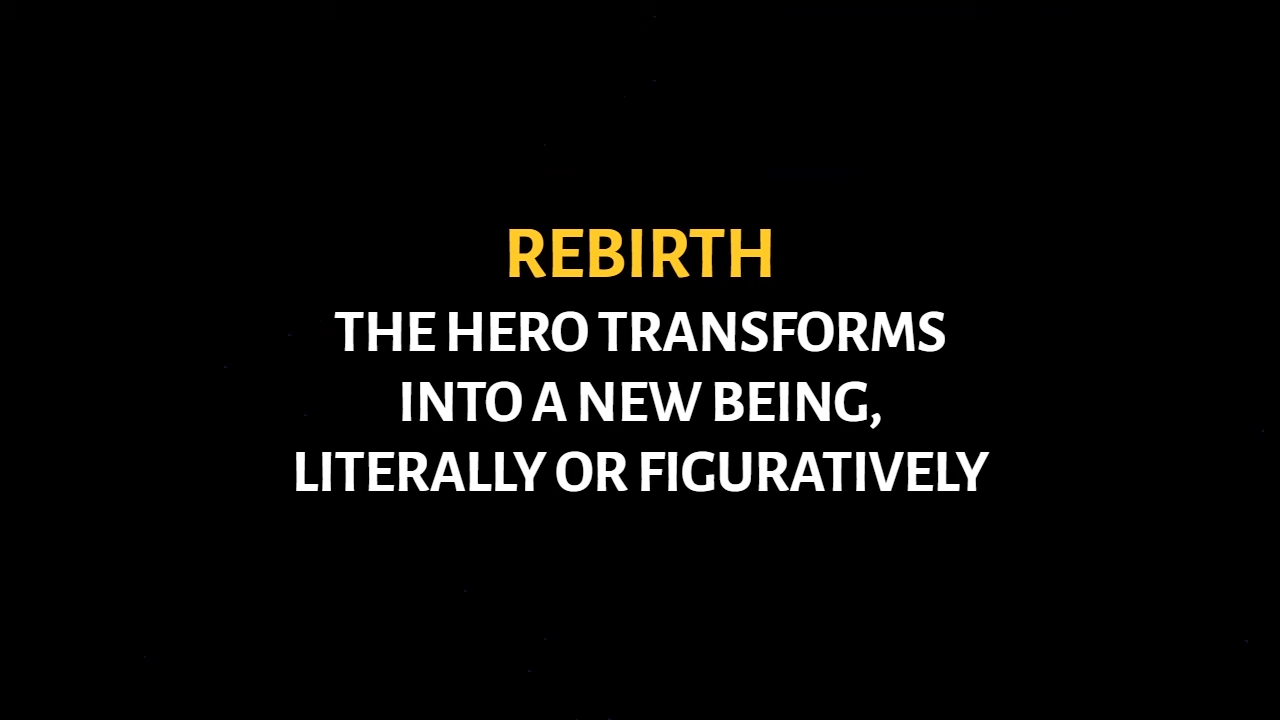 REBIRTH
THE HERO TRANSFORMS
INTO A NEW BEING,
LITERALLY OR FIGURATIVELY